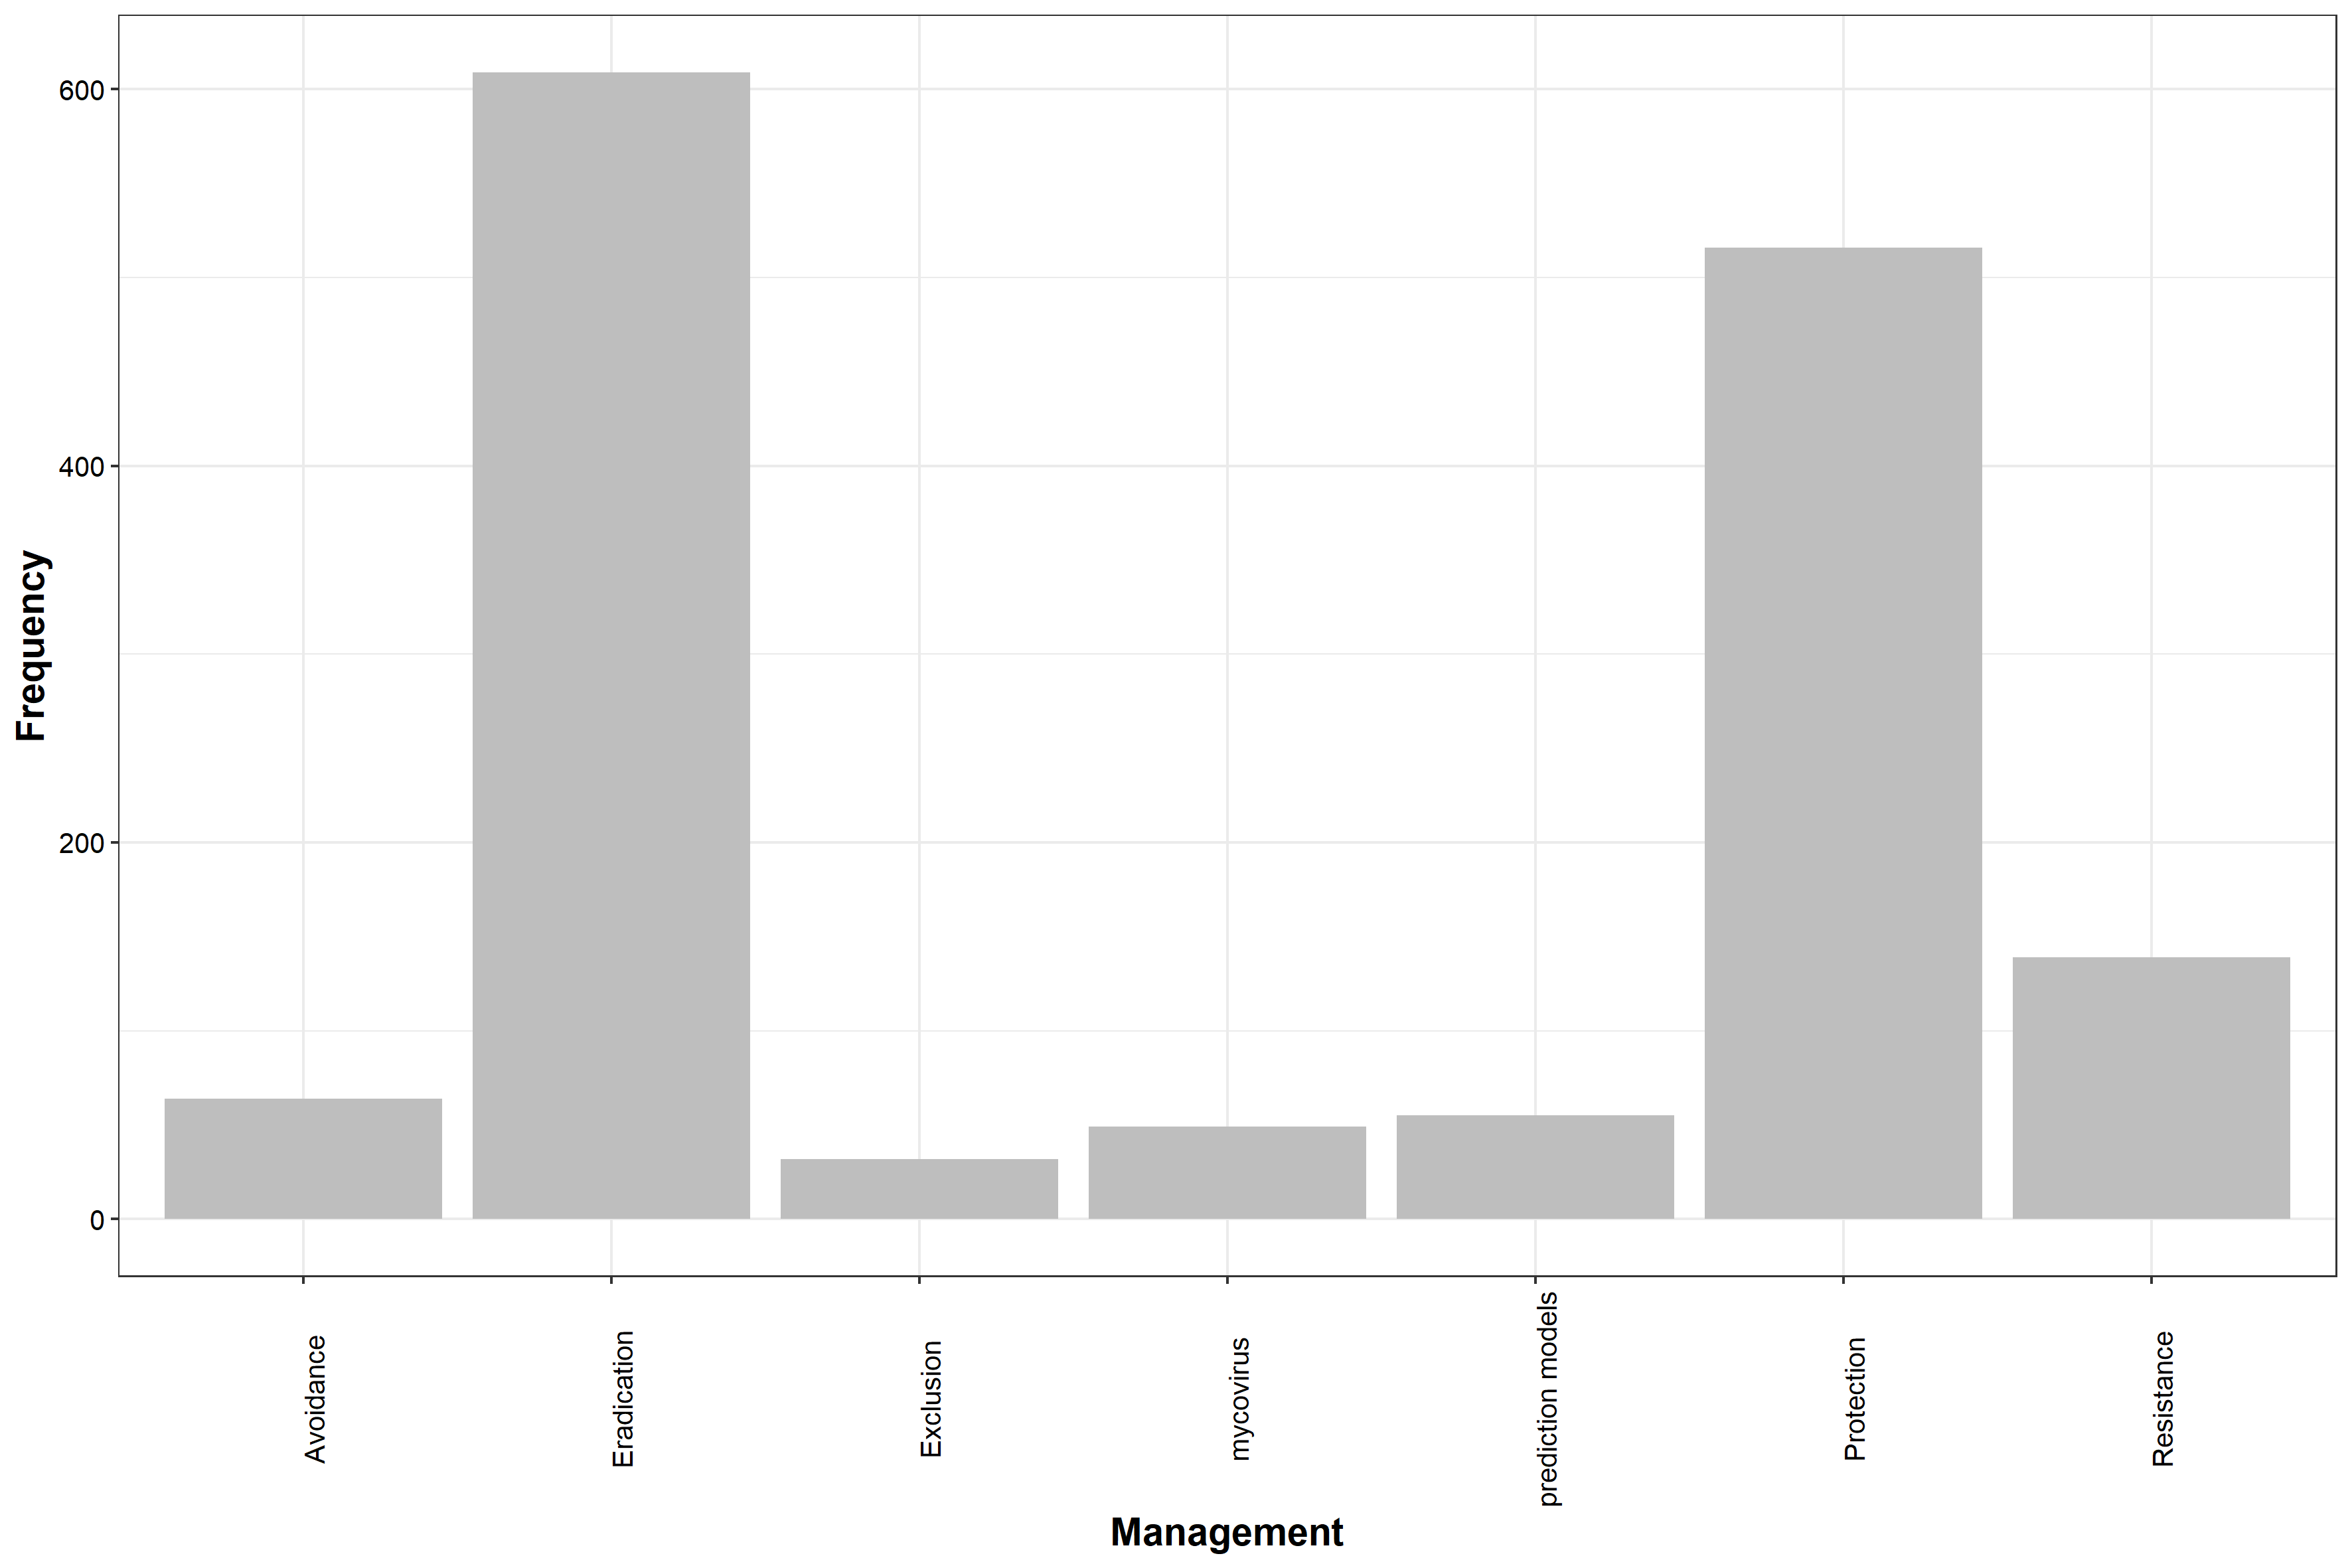 Frequency
600
400
200
0
Avoidance
Eradication
Exclusion
mycovirus
prediction models
Protection
Resistance
Management